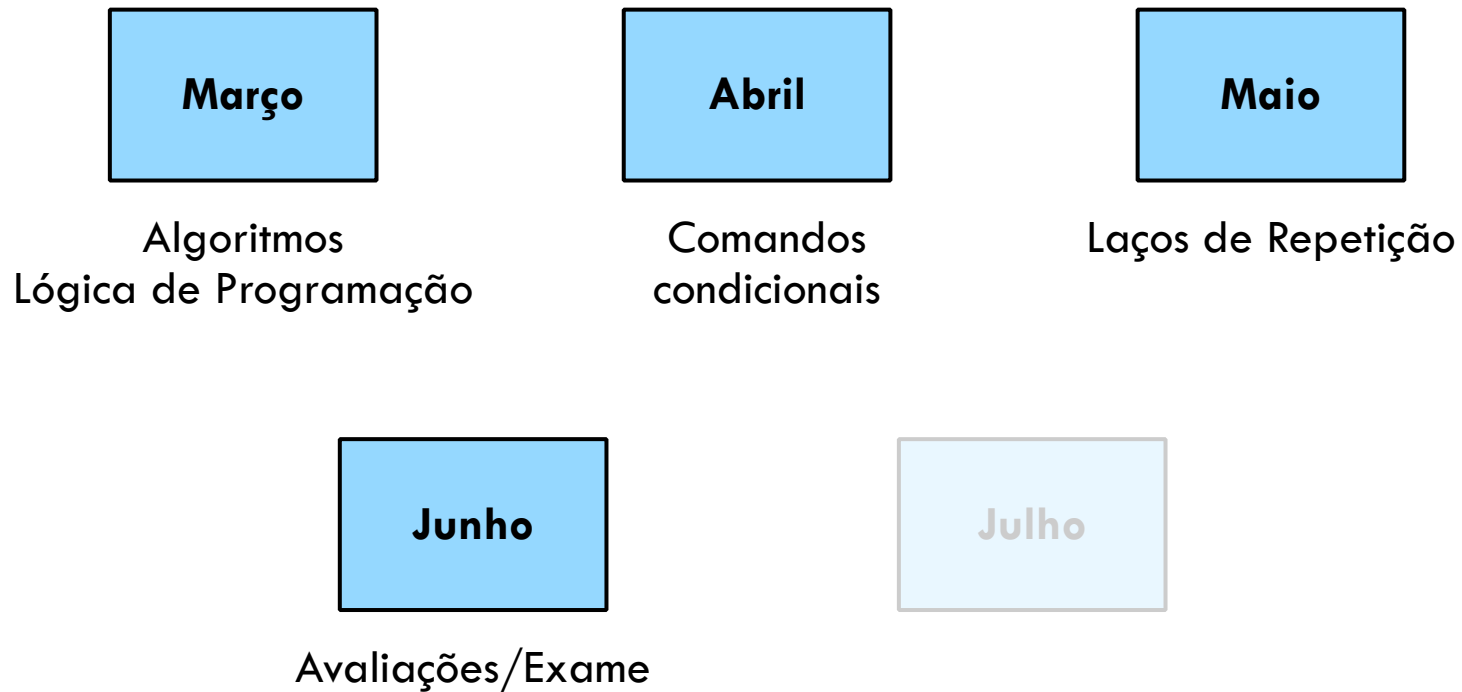 Março
Abril
Maio
Algoritmos
Lógica de Programação
Comandos
condicionais
Laços de Repetição
Junho
Julho
Avaliações/Exame